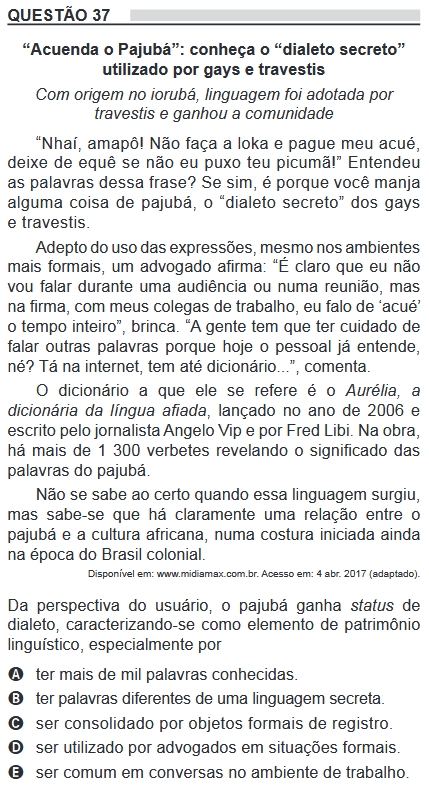 QUESTÃO 37
“Acuenda o Pajubá”: conheça o “dialeto secreto”
utilizado por gays e travestis
Com origem no iorubá, linguagem foi adotada por
travestis e ganhou a comunidade
“Nhaí, amapô! Não faça a loka e pague meu acué,
deixe de equê se não eu puxo teu picumã!” Entendeu
as palavras dessa frase? Se sim, é porque você manja
alguma coisa de pajubá, o “dialeto secreto” dos gays
e travestis.
Adepto do uso das expressões, mesmo nos ambientes
mais formais, um advogado afirma: “É claro que eu não
vou falar durante uma audiência ou numa reunião, mas
na firma, com meus colegas de trabalho, eu falo de ‘acué’
o tempo inteiro”, brinca. “A gente tem que ter cuidado de
falar outras palavras porque hoje o pessoal já entende,
né? Tá na internet, tem até dicionário...”, comenta.
O dicionário a que ele se refere é o Aurélia, a
dicionária da língua afiada, lançado no ano de 2006 e
escrito pelo jornalista Angelo Vip e por Fred Libi. Na obra,
há mais de 1 300 verbetes revelando o significado das
palavras do pajubá.
Não se sabe ao certo quando essa linguagem surgiu,
mas sabe-se que há claramente uma relação entre o
pajubá e a cultura africana, numa costura iniciada ainda
na época do Brasil colonial.
Disponível em: www.midiamax.com.br. Acesso em: 4 abr. 2017 (adaptado).
Da perspectiva do usuário, o pajubá ganha status de
dialeto, caracterizando-se como elemento de patrimônio
linguístico, especialmente por
A ter mais de mil palavras conhecidas.
B ter palavras diferentes de uma linguagem secreta.
C ser consolidado por objetos formais de registro.
D ser utilizado por advogados em situações formais.
E ser comum em conversas no ambiente de trabalho.